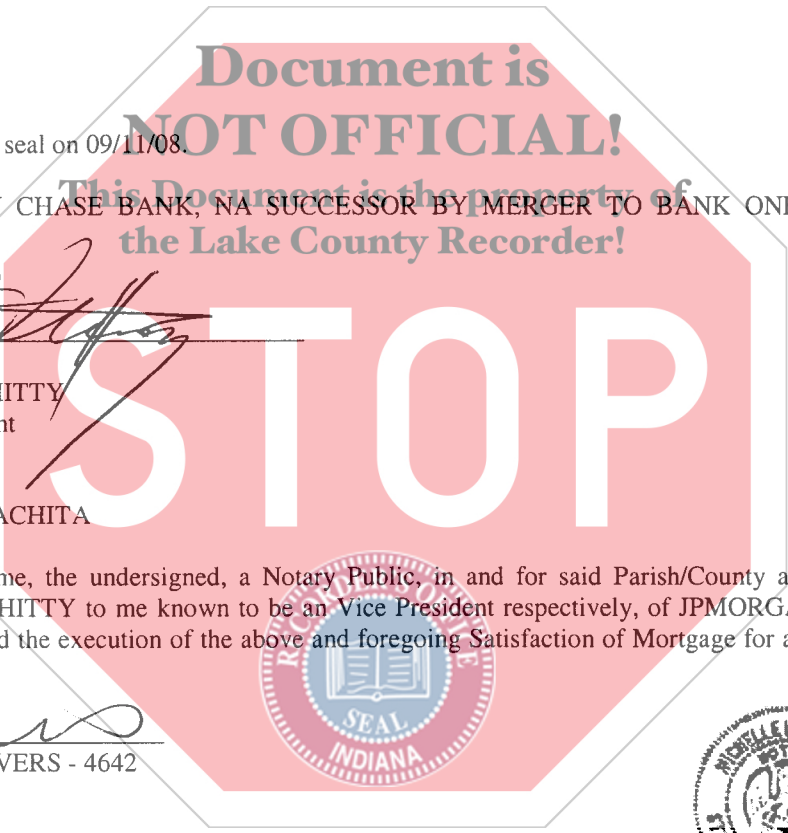 Document is
NOT OFFICIAL!
seal on 09/11/08.
This Document is the property of
CHASE BANK, NA SUCCESSOR BY MERGER TO BANK ONE
the Lake County Recorder!
STOP
HITTY
nt
ACHITA
me, the undersigned, a Notary Public, in and for said Parish/County a
HITTY to me known to be an Vice President respectively, of JPMORGA
d the execution of the above and foregoing Satisfaction of Mortgage for a
RECORDER
SEAL
INDIANA
VERS - 4642
MICHELLE